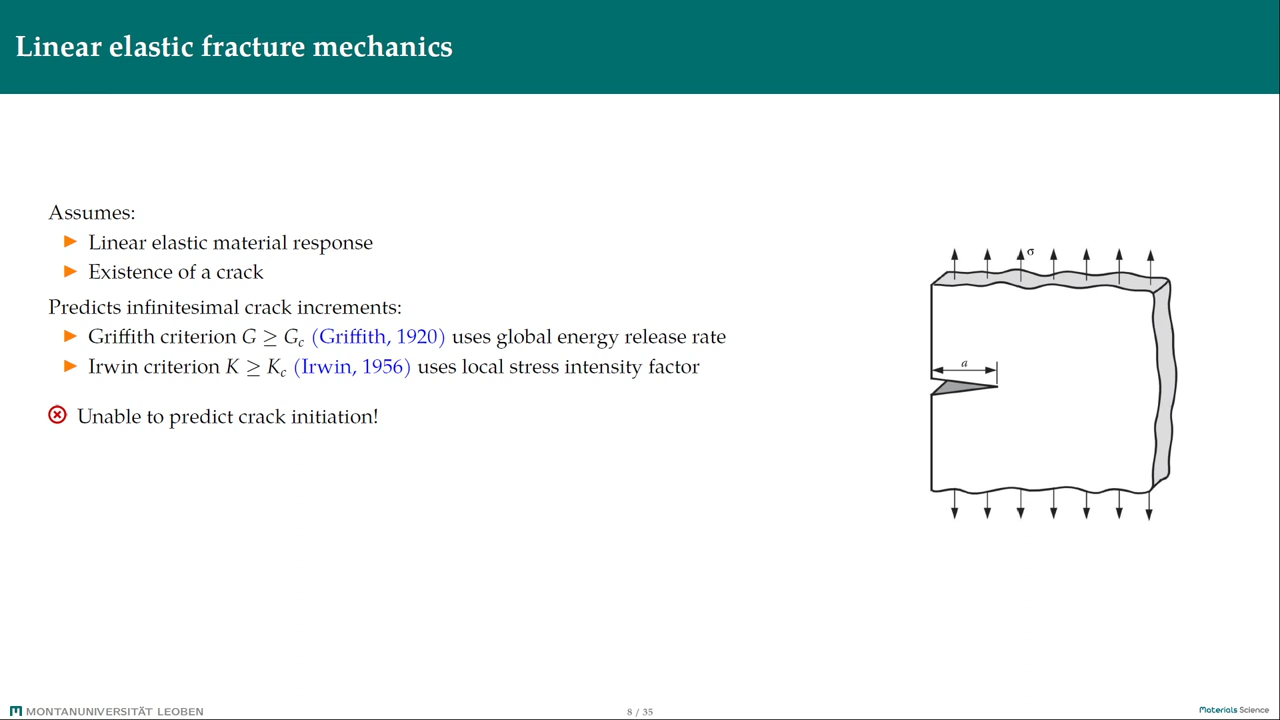 Linear elastic fracture mechanics
Assumes:
Linear elastic material response
Existence of a crack
Predicts infinitesimal crack increments:
Griffith criterion G ≥ G_c (Griffith, 1920) uses global energy release rate
Irwin criterion K ≥ K_c (Irwin, 1956) uses local stress intensity factor
Unable to predict crack initiation!
σ
a
MONTANUNIVERSITÄT LEOBEN
8 / 35
Materials Science